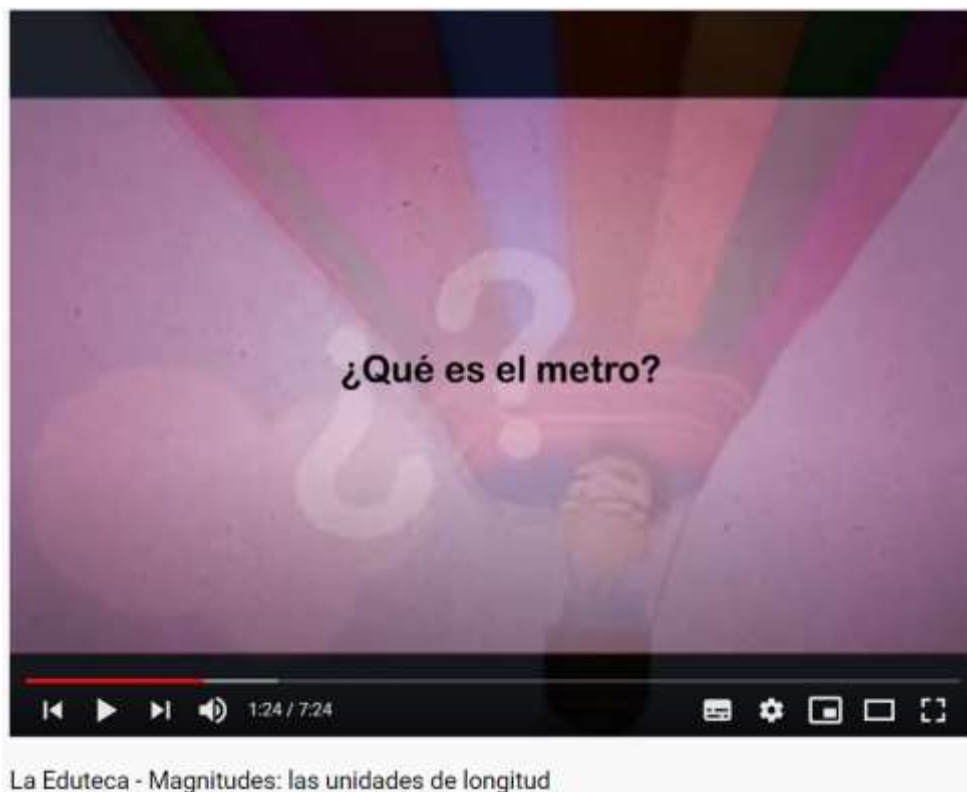 ¿Qué es el metro?
1:24 / 7:24
La Eduteca - Magnitudes: las unidades de longitud